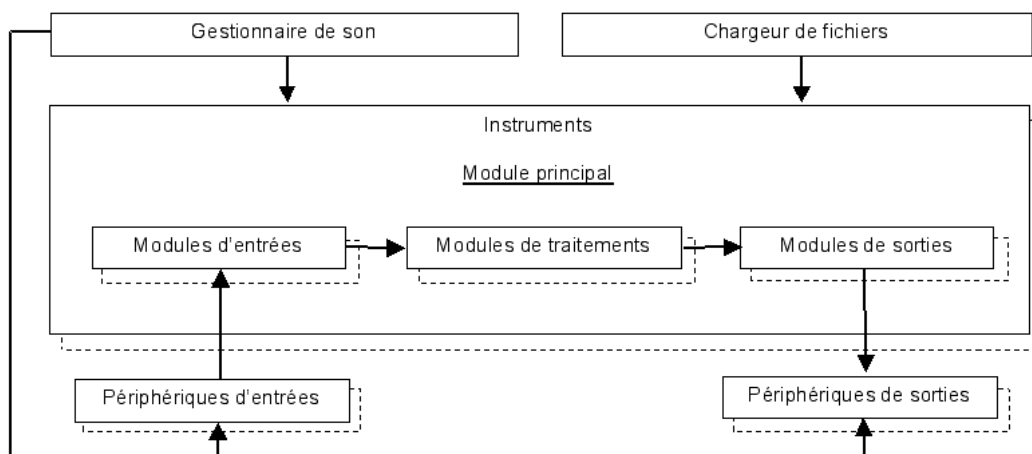 Gestionnaire de son
Chargeur de fichiers
Instruments
Module principal
Modules d'entrées
Modules de traitements
Modules de sorties
Périphériques d'entrées
Périphériques de sorties